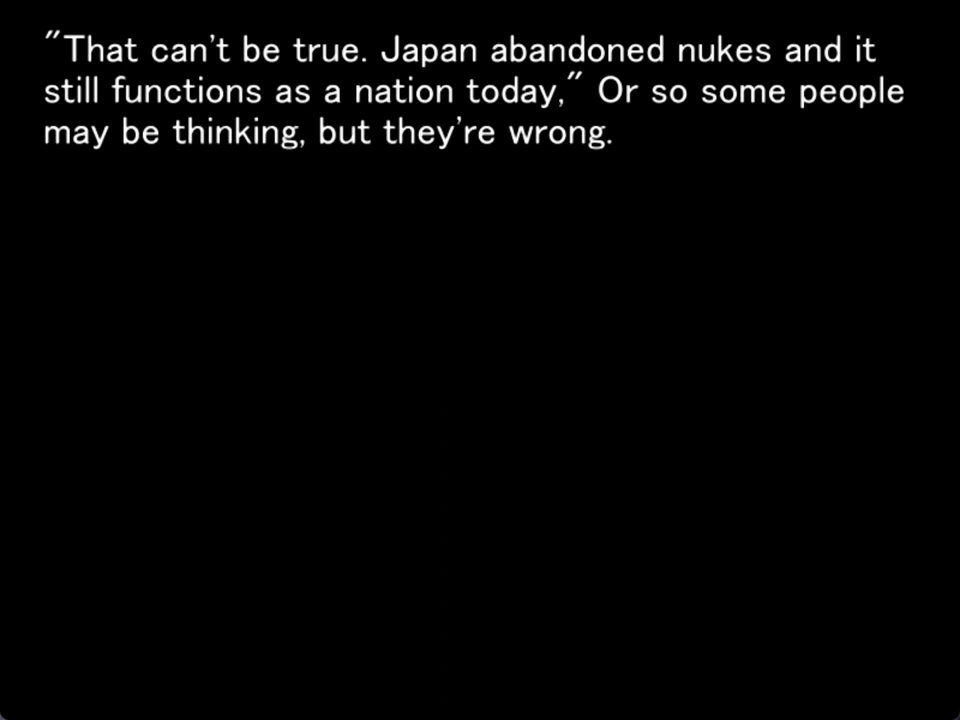 "That can't be true. Japan abandoned nukes and it
still functions as a nation today," Or so some people
may be thinking, but they're wrong.